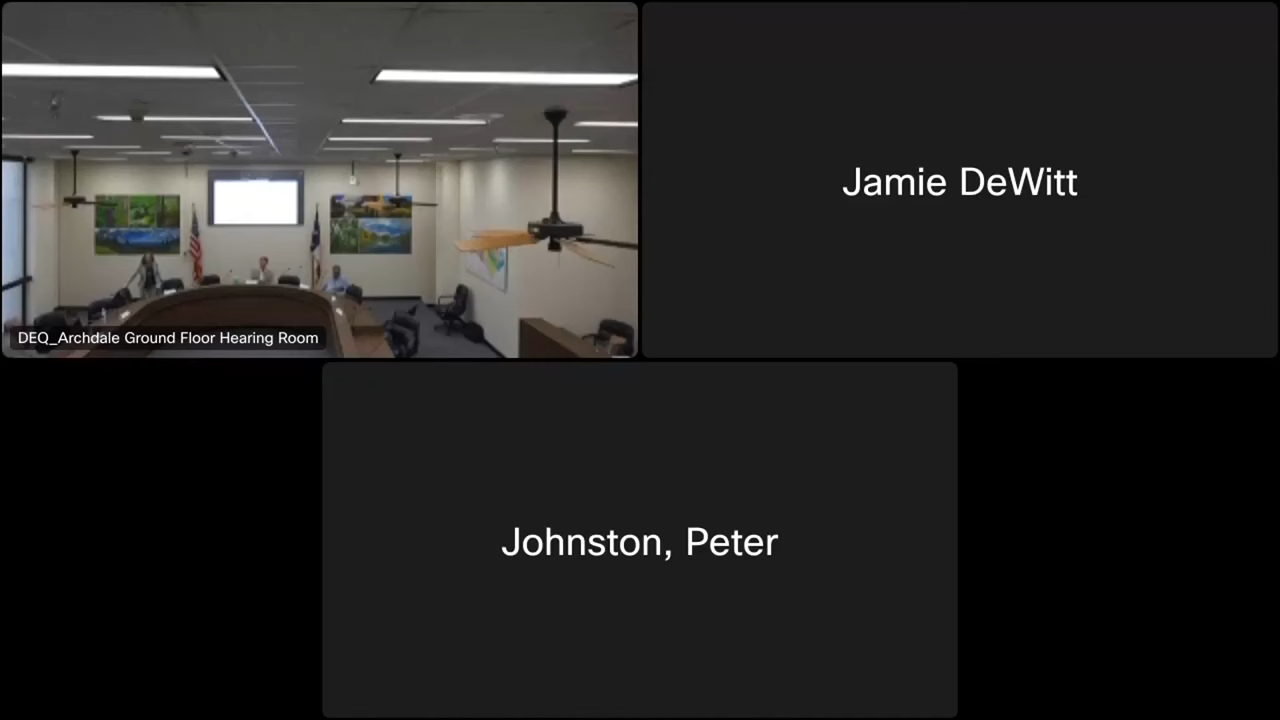 DEQ_Archdale Ground Floor Hearing Room
Jamie DeWitt
Johnston, Peter